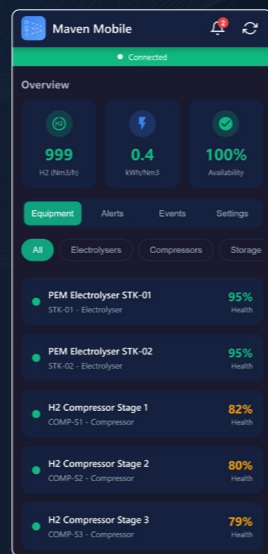 Maven Mobile
2
Connected
Overview
H2
999
H2 (Nm3/h)
0.4
kWh/Nm3
100%
Availability
Equipment Alerts Events Settings
All Electrolysers Compressors Storage
PEM Electrolyser STK-01 95%
STK-01 - Electrolyser Health
PEM Electrolyser STK-02 95%
STK-02 - Electrolyser Health
H2 Compressor Stage 1 82%
COMP-S1 - Compressor Health
H2 Compressor Stage 2 80%
COMP-S2 - Compressor Health
H2 Compressor Stage 3 79%
COMP-S3 - Compressor Health